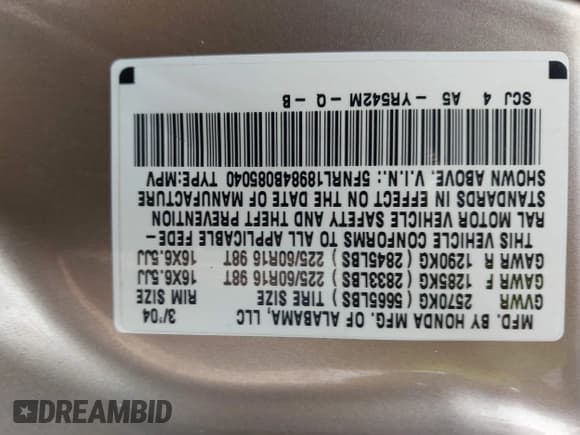 MFD. BY HONDA MFG. OF ALABAMA, LLC 3/'04
GVWR 2570KG (5665LBS) TIRE SIZE RIM SIZE
GAWR F 1285KG (2833LBS) 225/60R16 98T 16X6.5JJ
GAWR R 1290KG (2845LBS) 225/60R16 98T 16X6.5JJ
THIS VEHICLE CONFORMS TO ALL APPLICABLE FEDE-
RAL MOTOR VEHICLE SAFETY AND THEFT PREVENTION
STANDARDS IN EFFECT ON THE DATE OF MANUFACTURE
SHOWN ABOVE. V.I.N.: 5FNRL18984B085040 TYPE:MPV
SCJ 4 A5 - YR542M - Q - B
DREAMBID